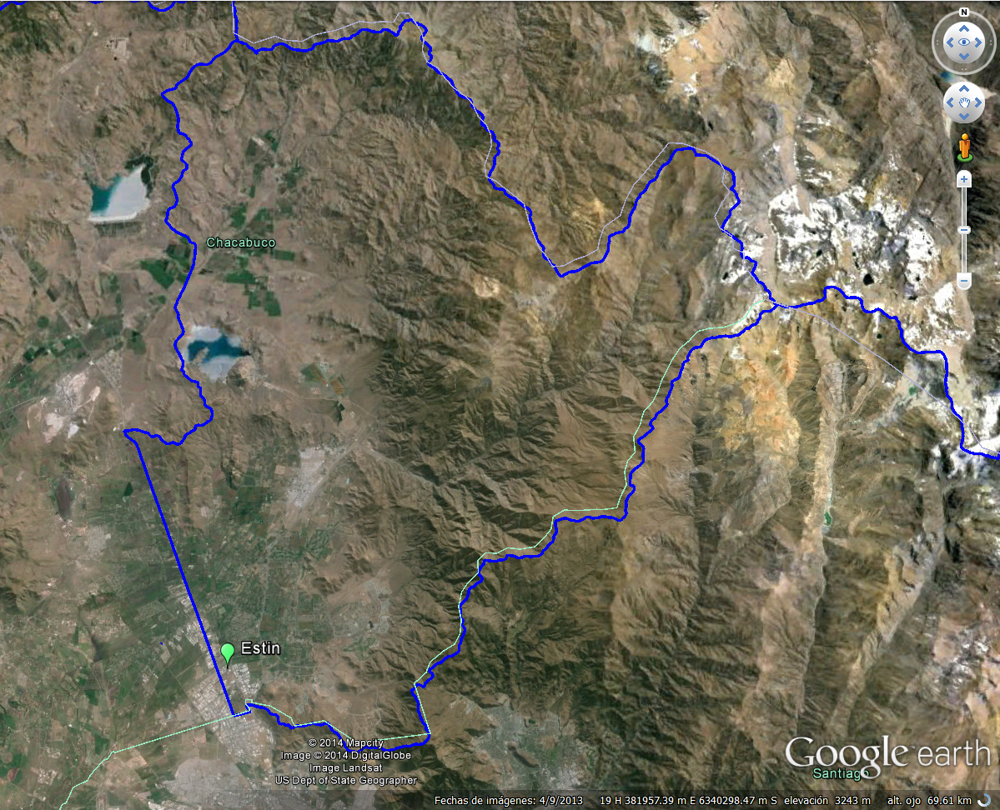 N
Chacabuco
Estin
© 2014 Mapcity
Image © 2014 DigitalGlobe
Image Landsat
US Dept of State Geographer
Google earth
Santiago
Fechas de imágenes: 4/9/2013 19 H 381957.39 m E 6340298.47 m S elevación 3243 m alt. ojo 69.61 km